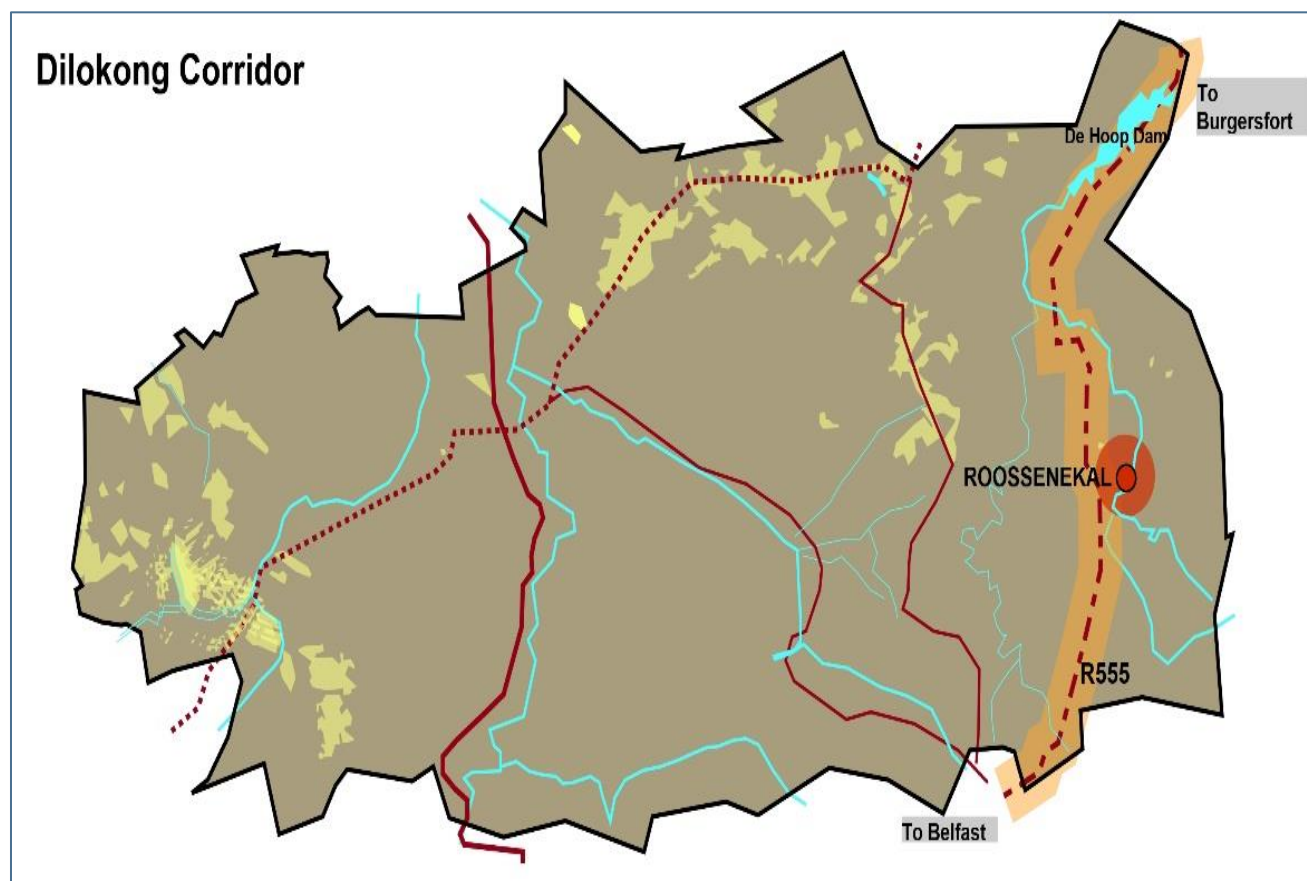 Dilokong Corridor
To
Burgersfort
De Hoop Dam
ROOSSENEKAL
R555
To Belfast